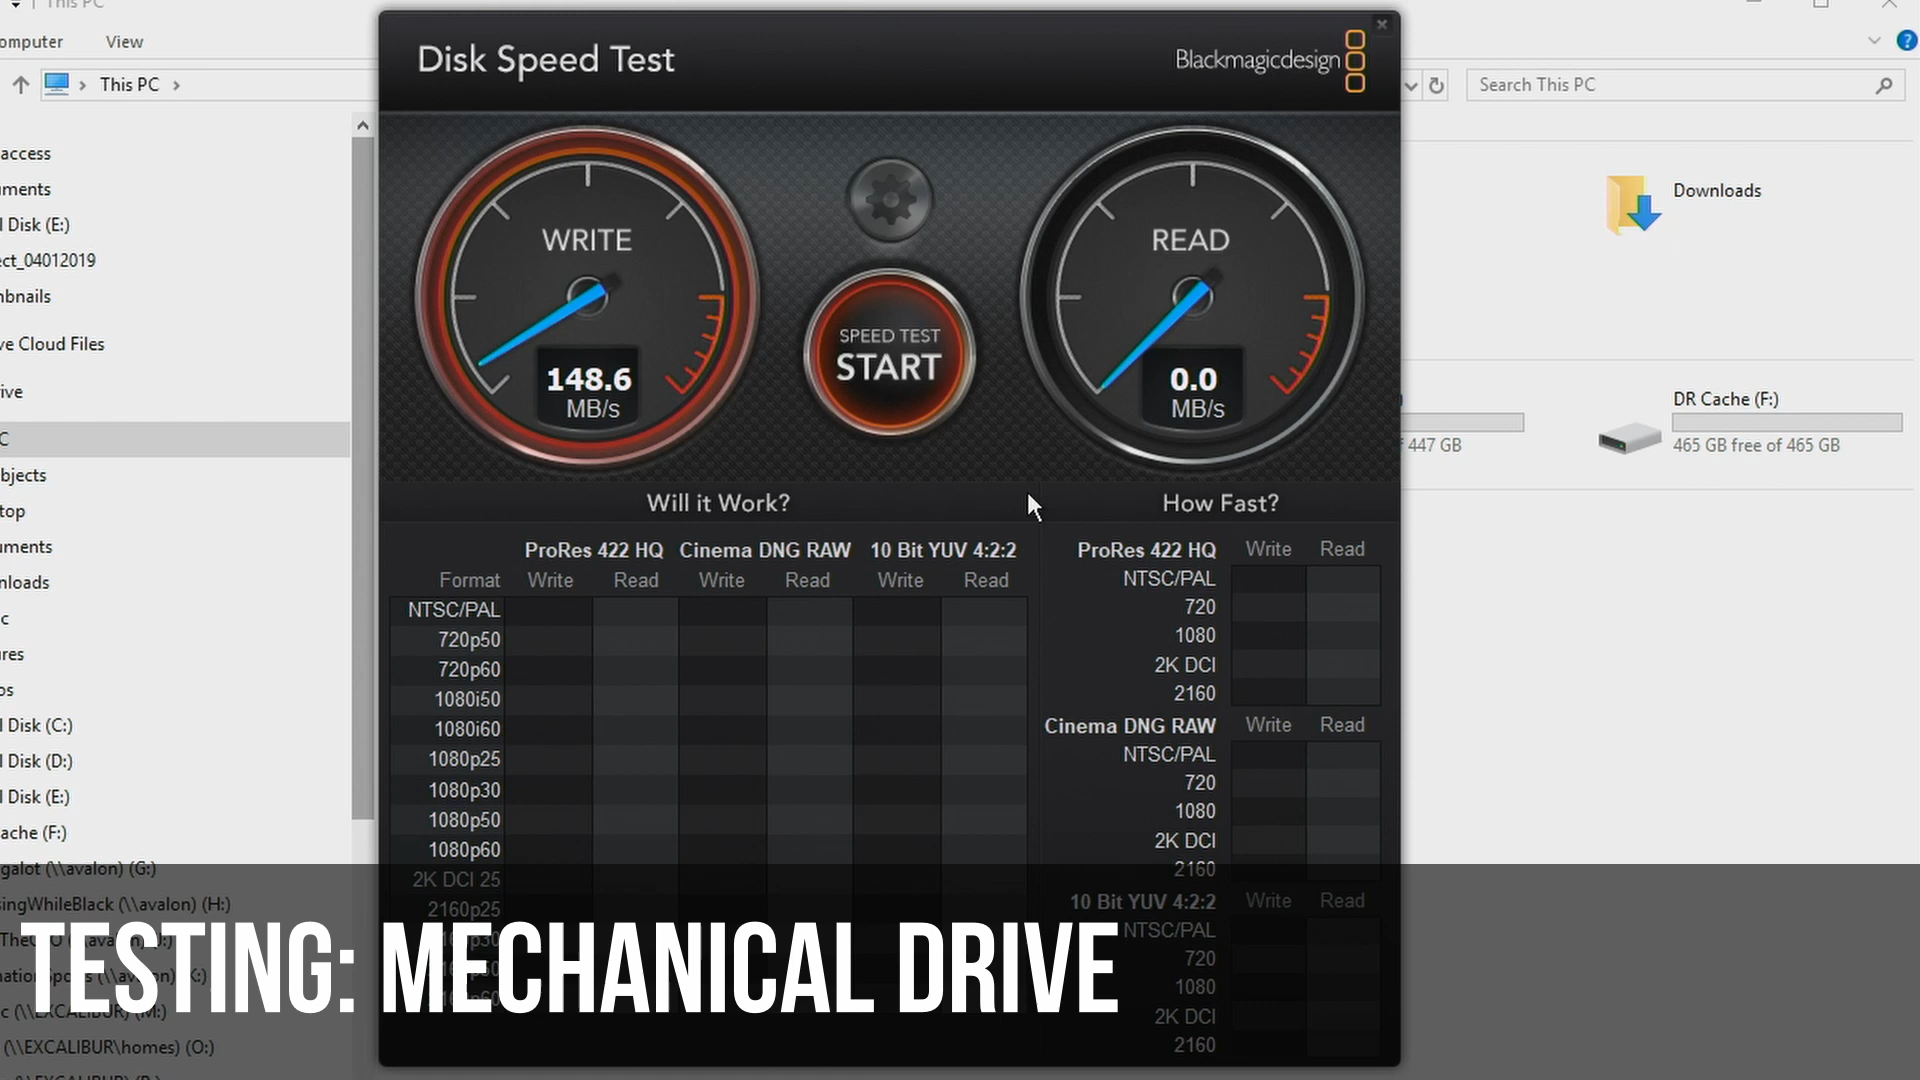 This PC
omputer View
This PC
Search This PC
access
uments
l Disk (E:)
ect_04012019
nbnails
ve Cloud Files
ive
C
bjects
top
uments
nloads
c
res
os
l Disk (C:)
l Disk (D:)
l Disk (E:)
ache (F:)
galot (\\avalon) (G:)
singWhileBlack (\\avalon) (H:)
c (\\EXCALIBUR) (M:)
(\\EXCALIBUR\homes) (O:)
Disk Speed Test
Blackmagicdesign
WRITE
148.6
MB/s
SPEED TEST
START
READ
0.0
MB/s
Downloads
447 GB
DR Cache (F:)
465 GB free of 465 GB
Will it Work?
ProRes 422 HQ Cinema DNG RAW 10 Bit YUV 4:2:2
Format Write Read Write Read Write Read
NTSC/PAL
720p50
720p60
1080i50
1080i60
1080p25
1080p30
1080p50
1080p60
2K DCI 25
2160p25
How Fast?
ProRes 422 HQ Write Read
NTSC/PAL
720
1080
2K DCI
2160
Cinema DNG RAW Write Read
NTSC/PAL
720
1080
2K DCI
2160
10 Bit YUV 4:2:2 Write Read
NTSC/PAL
720
1080
2K DCI
2160
TESTING: MECHANICAL DRIVE